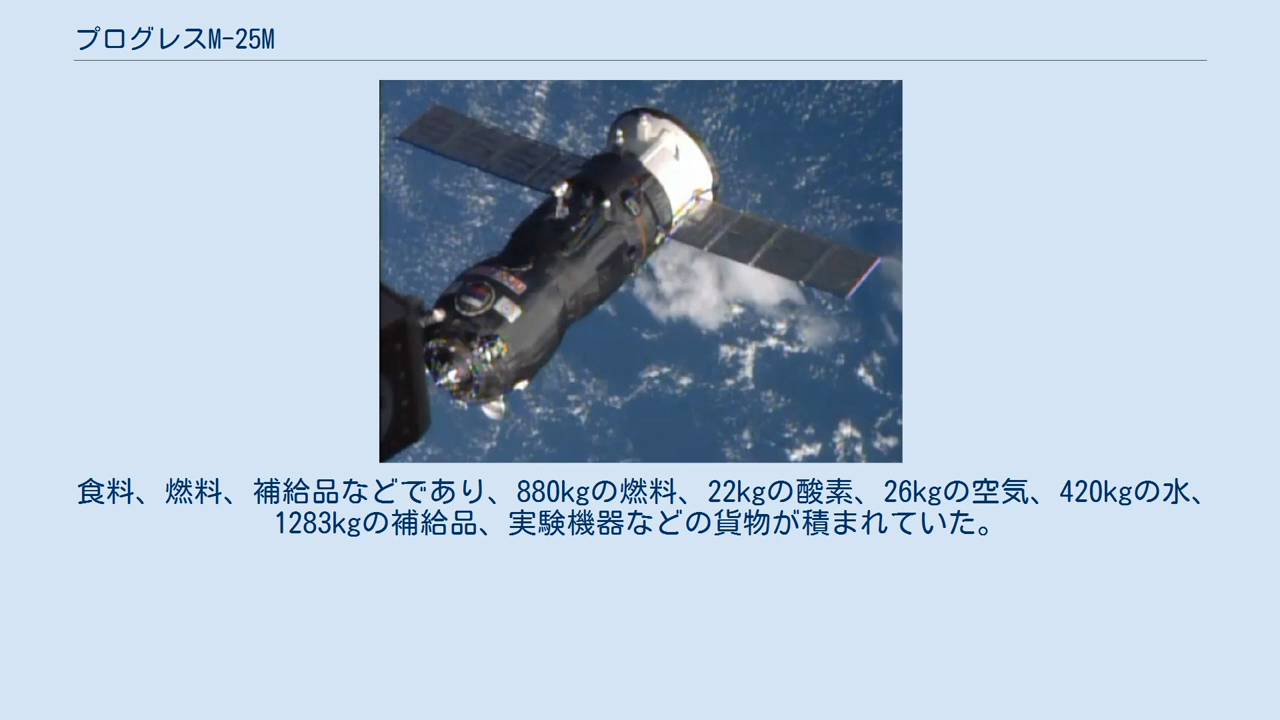 プログレスM-25M
食料、燃料、補給品などであり、880kgの燃料、22kgの酸素、26kgの空気、420kgの水、
1283kgの補給品、実験機器などの貨物が積まれていた。